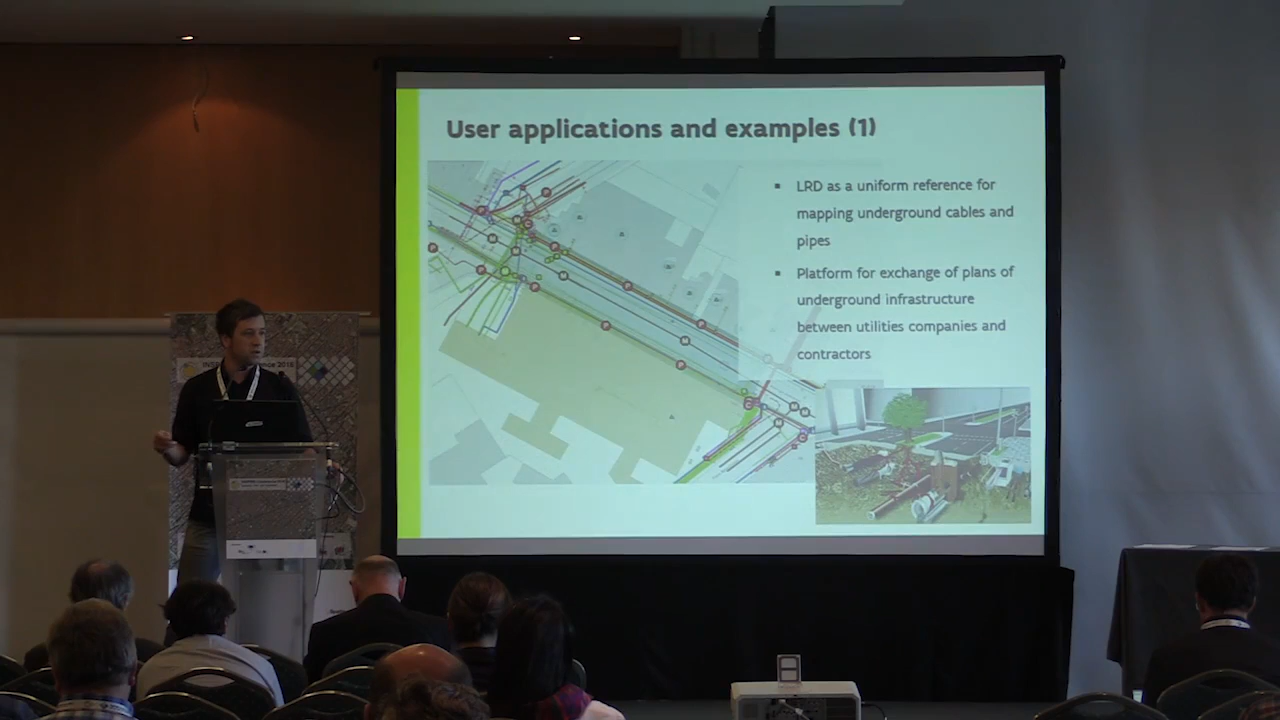 User applications and examples (1)
▪ LRD as a uniform reference for
mapping underground cables and
pipes
▪ Platform for exchange of plans of
underground infrastructure
between utilities companies and
contractors